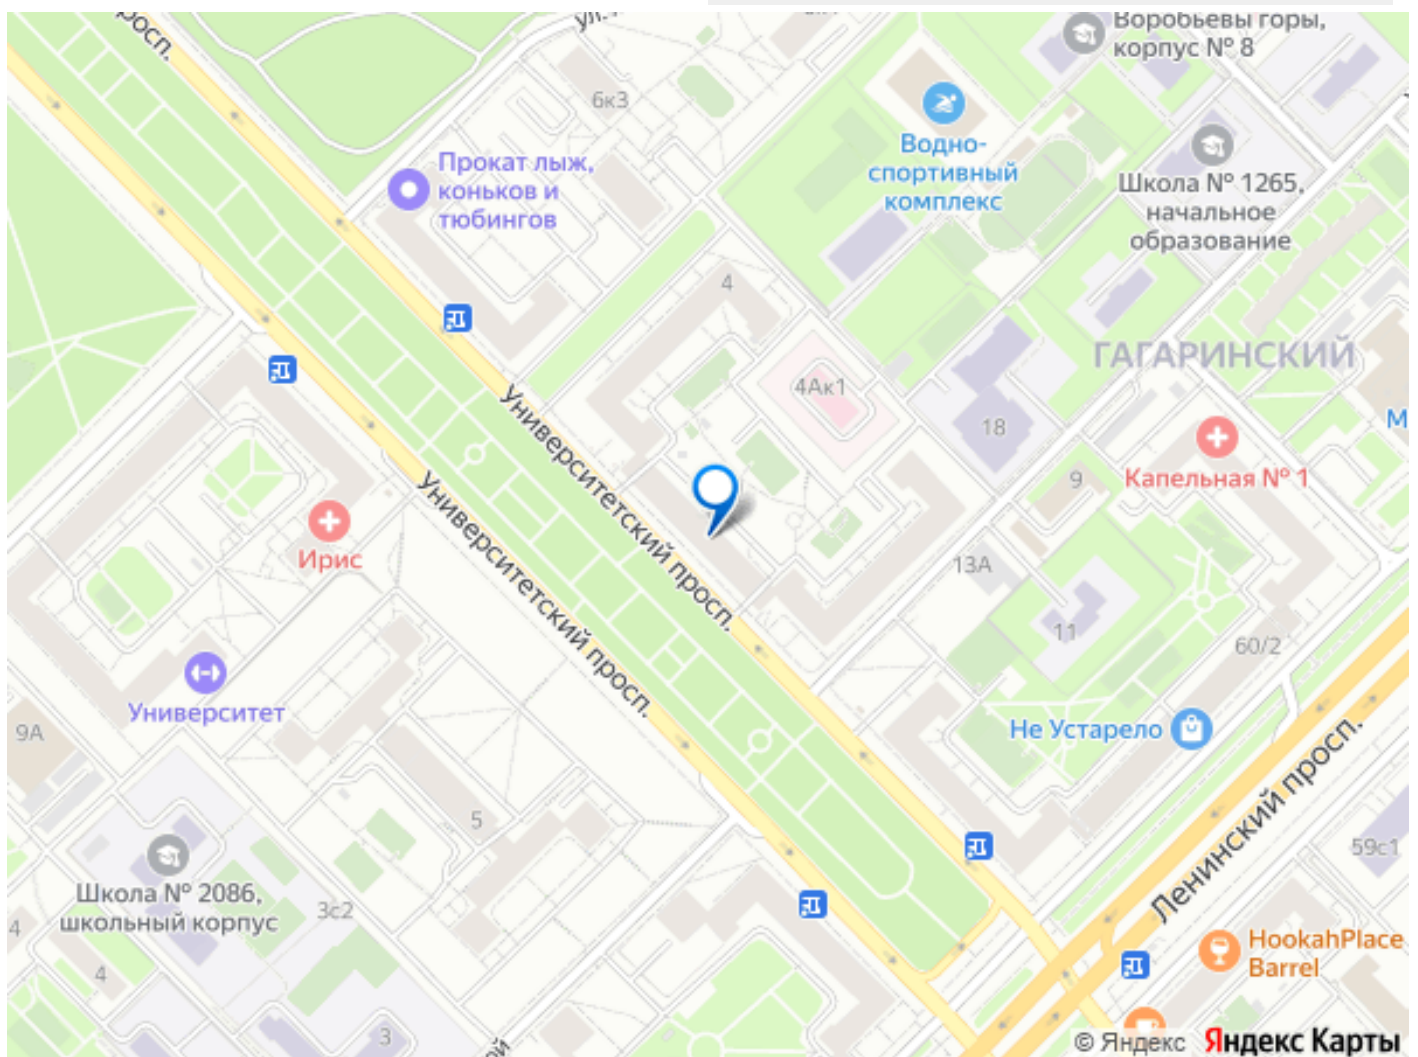 просп.
ул.
Воробьевы горы,
корпус № 8
6к3
Водно-
спортивный
комплекс
Прокат лыж,
коньков и
тюбингов
Школа № 1265,
начальное
образование
4
ГАГАРИНСКИЙ
4Ак1
Университетский просп.
18
М
9
Капельная № 1
Университетский просп.
Ирис
13А
11
60/2
Университет
Не Устарело
9А
Ленинский просп.
5
59с1
Школа № 2086,
школьный корпус
3с2
4
4
HookahPlace
Barrel
3
ой
© Яндекс Яндекс Карты